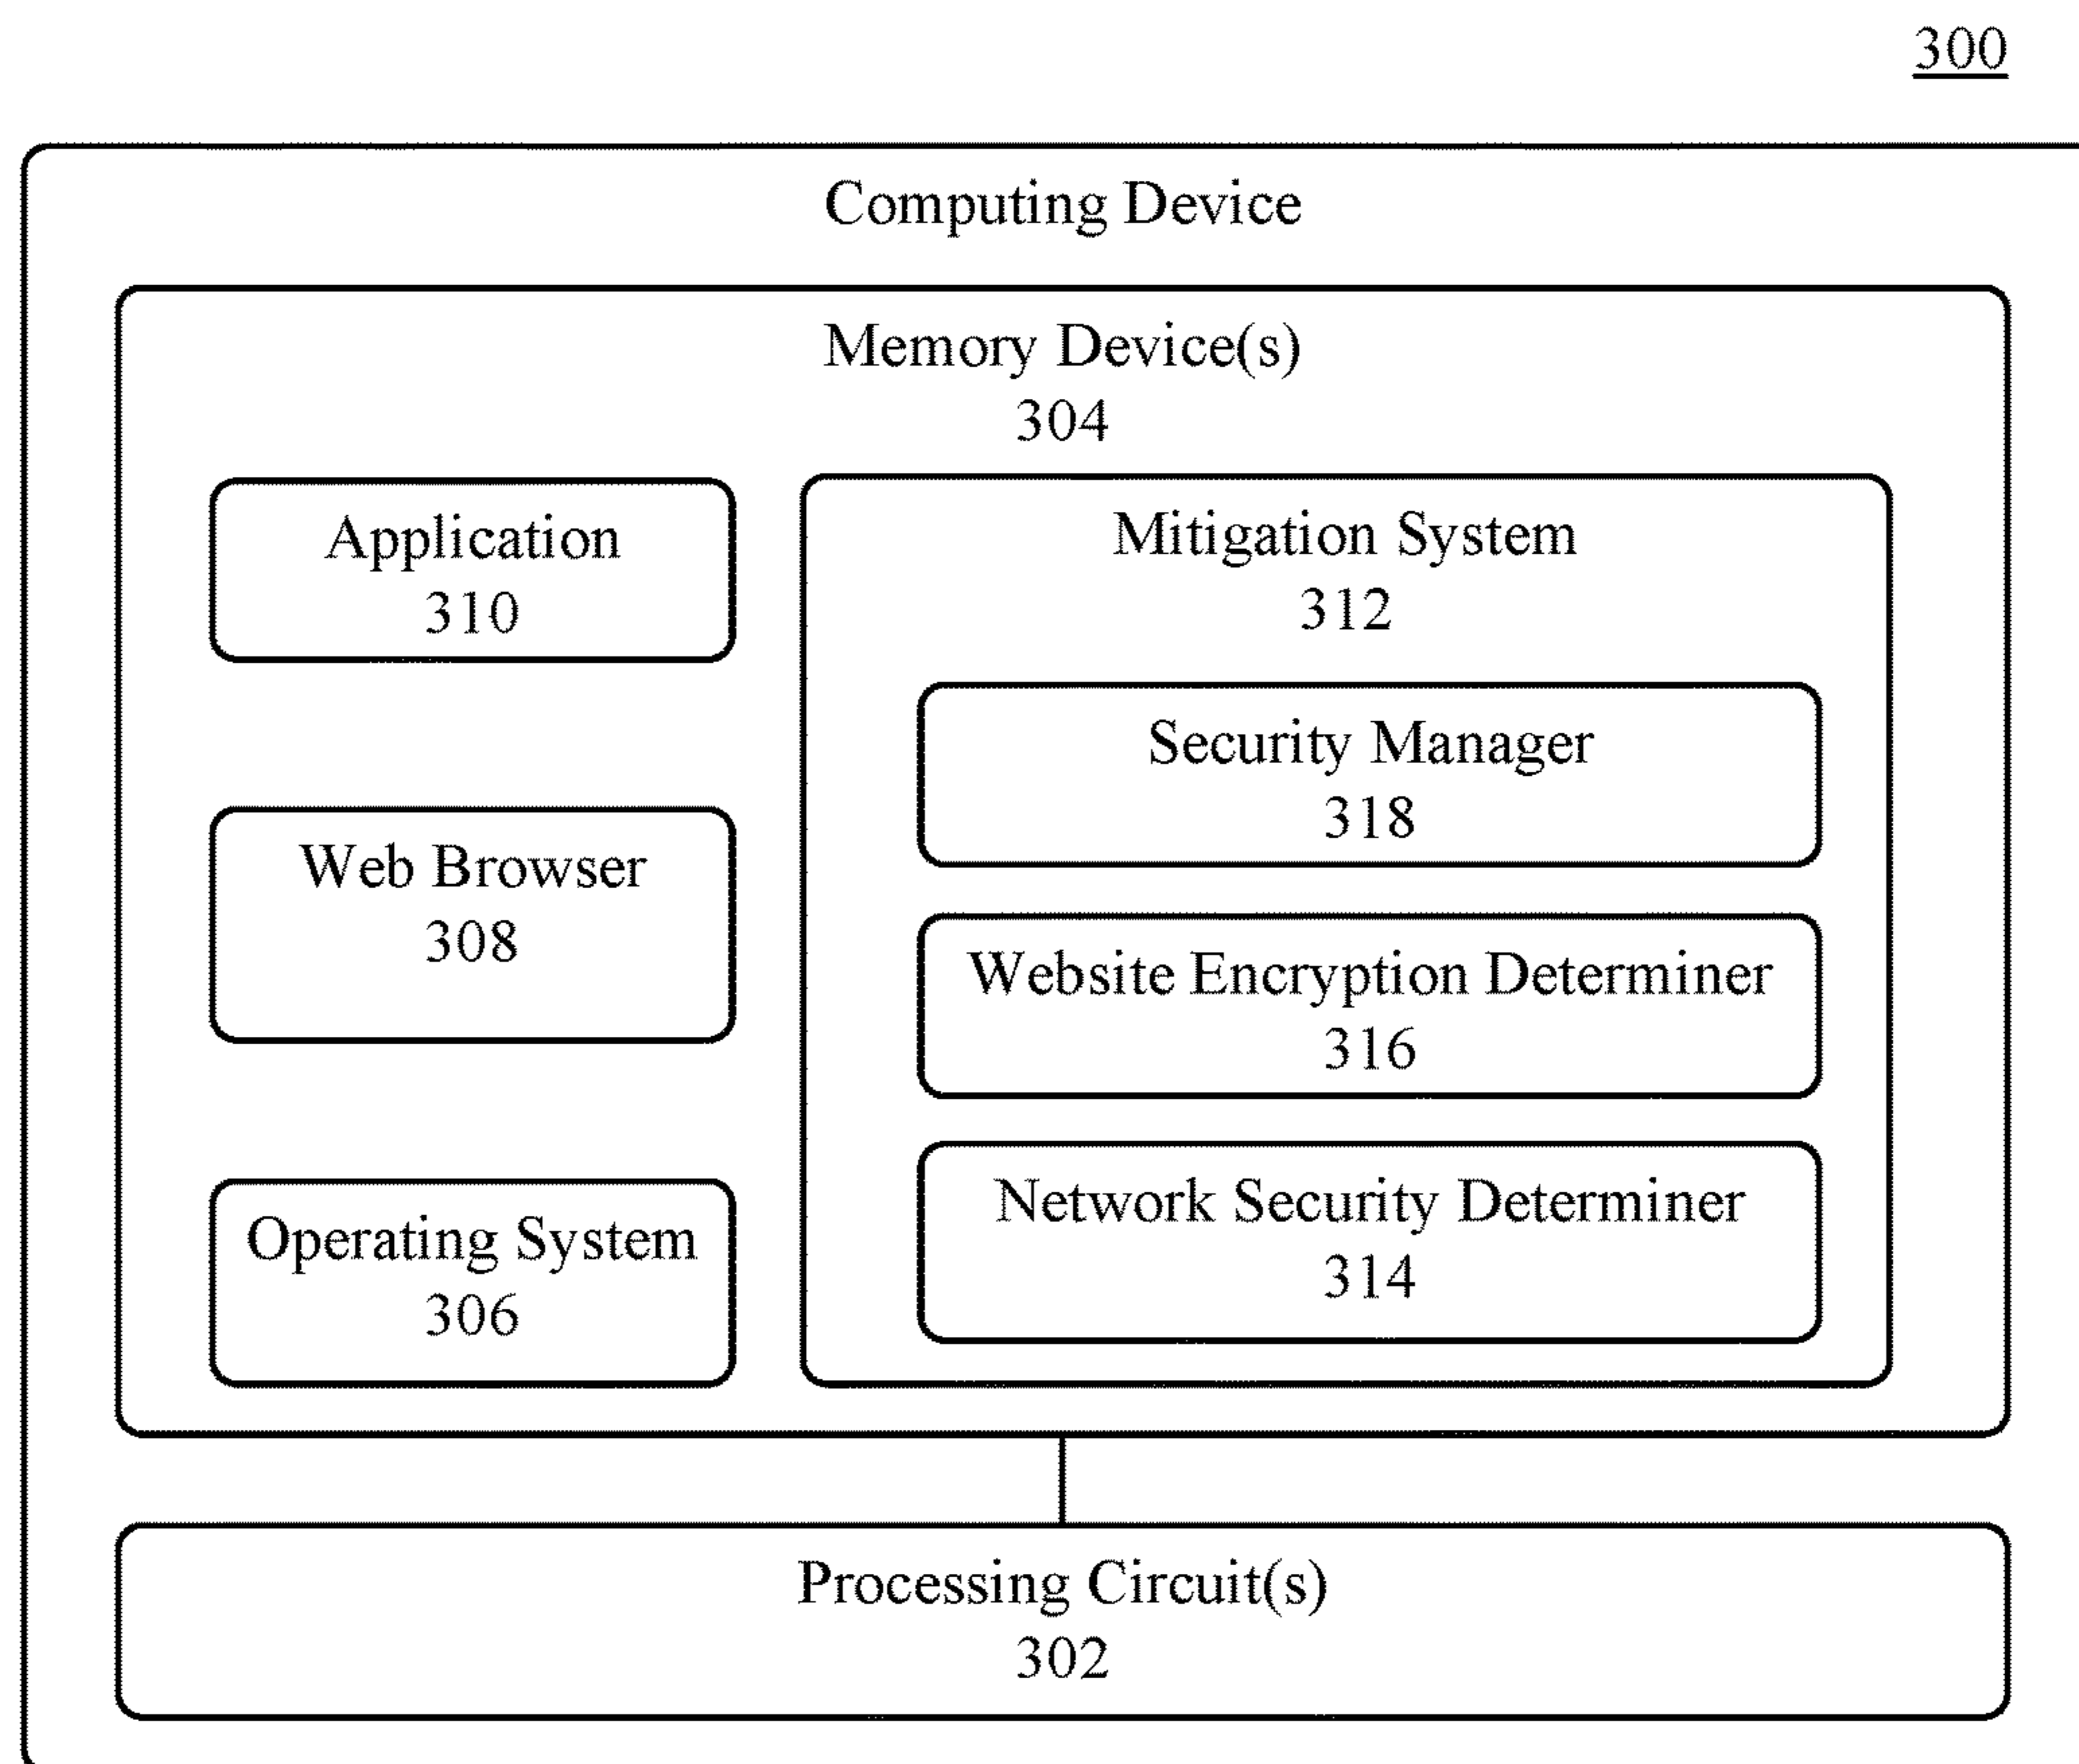 300
Computing Device
Memory Device(s)
304
Application
310
Web Browser
308
Operating System
306
Mitigation System
312
Security Manager
318
Website Encryption Determiner
316
Network Security Determiner
314
Processing Circuit(s)
302